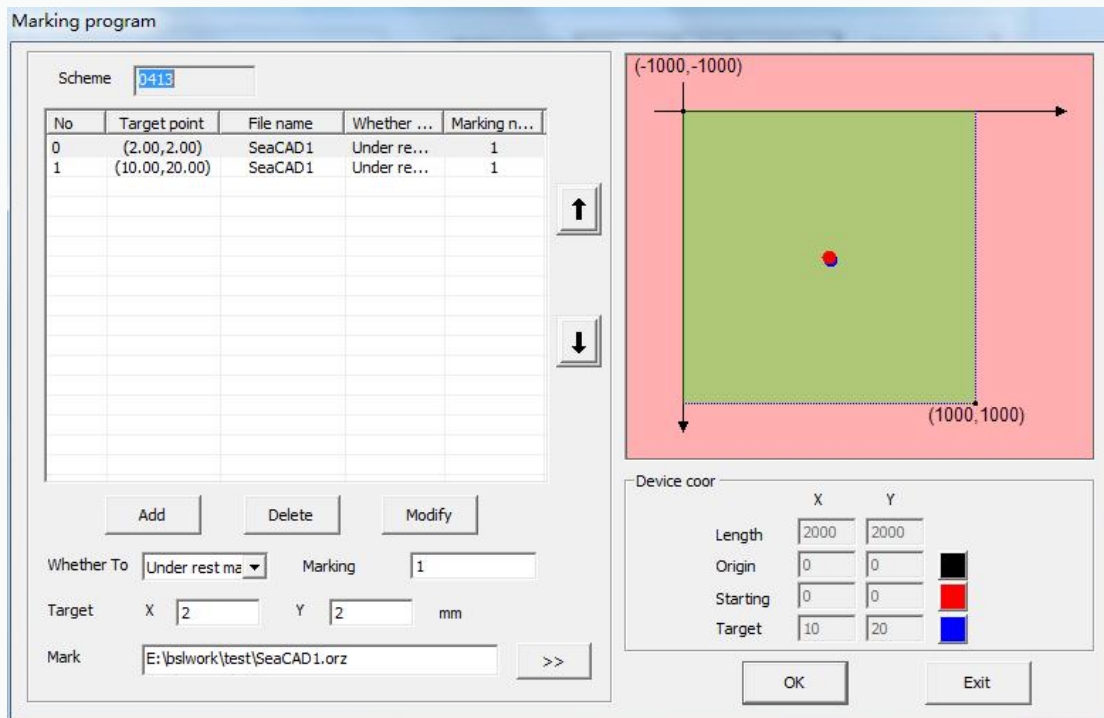 Marking program
Scheme 0413
No Target point File name Whether ... Marking n...
0 (2.00,2.00) SeaCAD1 Under re... 1
1 (10.00,20.00) SeaCAD1 Under re... 1
Add Delete Modify
Whether To Under rest ma Marking 1
Target X 2 Y 2 mm
Mark E:\bslwork\test\SeaCAD1.orz >>
(-1000,-1000)
(1000,1000)
Device coor
X Y
Length 2000 2000
Origin 0 0
Starting 0 0
Target 10 20
OK Exit